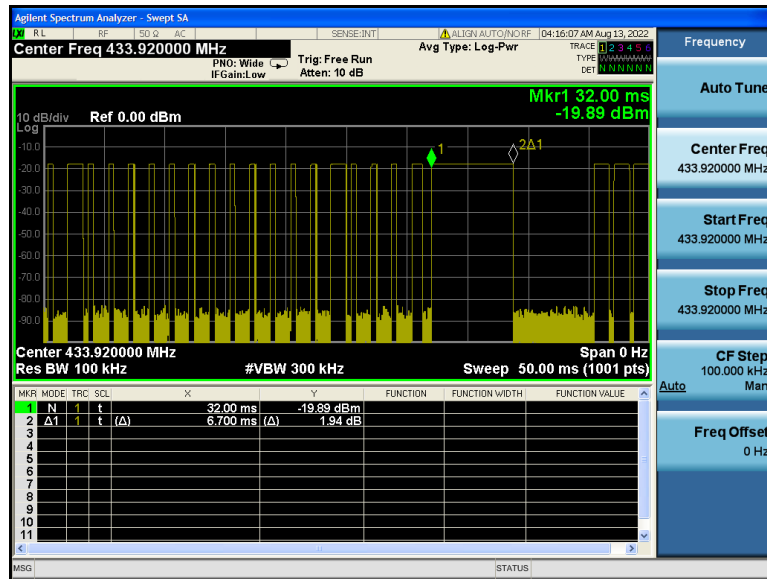 Agilent Spectrum Analyzer - Swept SA
LXI RL RF 50 Ω AC SENSE:INT ALIGN AUTO/NO RF 04:16:07 AM Aug 13, 2022
Center Freq 433.920000 MHz
PNO: Wide
IFGain:Low
Trig: Free Run
Atten: 10 dB
Avg Type: Log-Pwr
TRACE 1 2 3 4 5 6
TYPE
DET N N N N N N
Mkr1 32.00 ms
-19.89 dBm
10 dB/div Ref 0.00 dBm
Log
-10.0
-20.0
-30.0
-40.0
-50.0
-60.0
-70.0
-80.0
-90.0
1
2Δ1
Center 433.920000 MHz Span 0 Hz
Res BW 100 kHz #VBW 300 kHz Sweep 50.00 ms (1001 pts)
MKR MODE TRC SCL X Y FUNCTION FUNCTION WIDTH FUNCTION VALUE
1 N 1 t 32.00 ms -19.89 dBm
2 Δ1 1 t (Δ) 6.700 ms (Δ) 1.94 dB
3
4
5
6
7
8
9
10
11
MSG STATUS
Frequency
Auto Tune
Center Freq
433.920000 MHz
Start Freq
433.920000 MHz
Stop Freq
433.920000 MHz
CF Step
100.000 kHz
Auto Man
Freq Offset
0 Hz